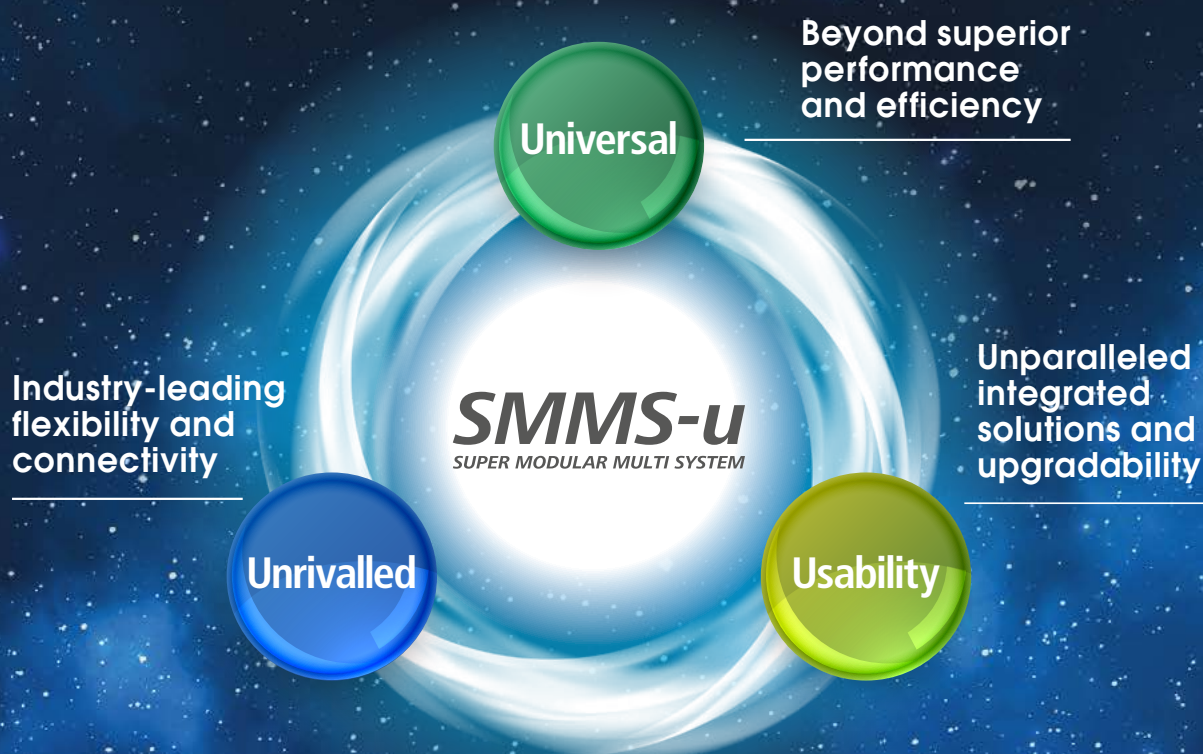 Beyond superior
performance
and efficiency
Universal
Industry-leading
flexibility and
connectivity
SMMS-u
SUPER MODULAR MULTI SYSTEM
Unparalleled
integrated
solutions and
upgradability
Unrivalled
Usability